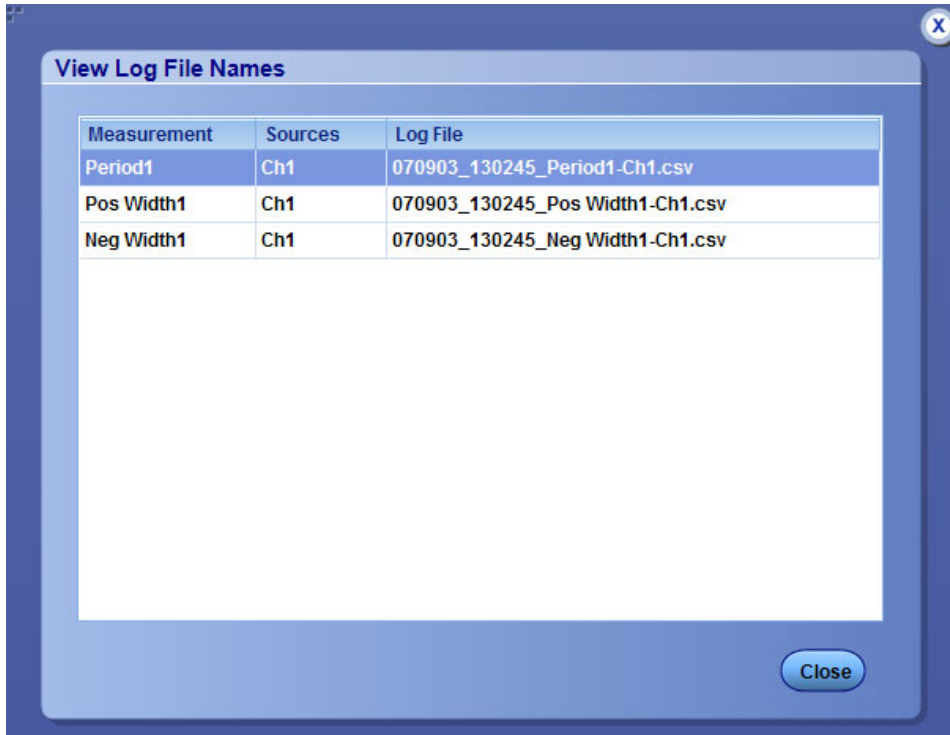 X
View Log File Names
Measurement Sources Log File
Period1 Ch1 070903_130245_Period1-Ch1.csv
Pos Width1 Ch1 070903_130245_Pos Width1-Ch1.csv
Neg Width1 Ch1 070903_130245_Neg Width1-Ch1.csv
Close